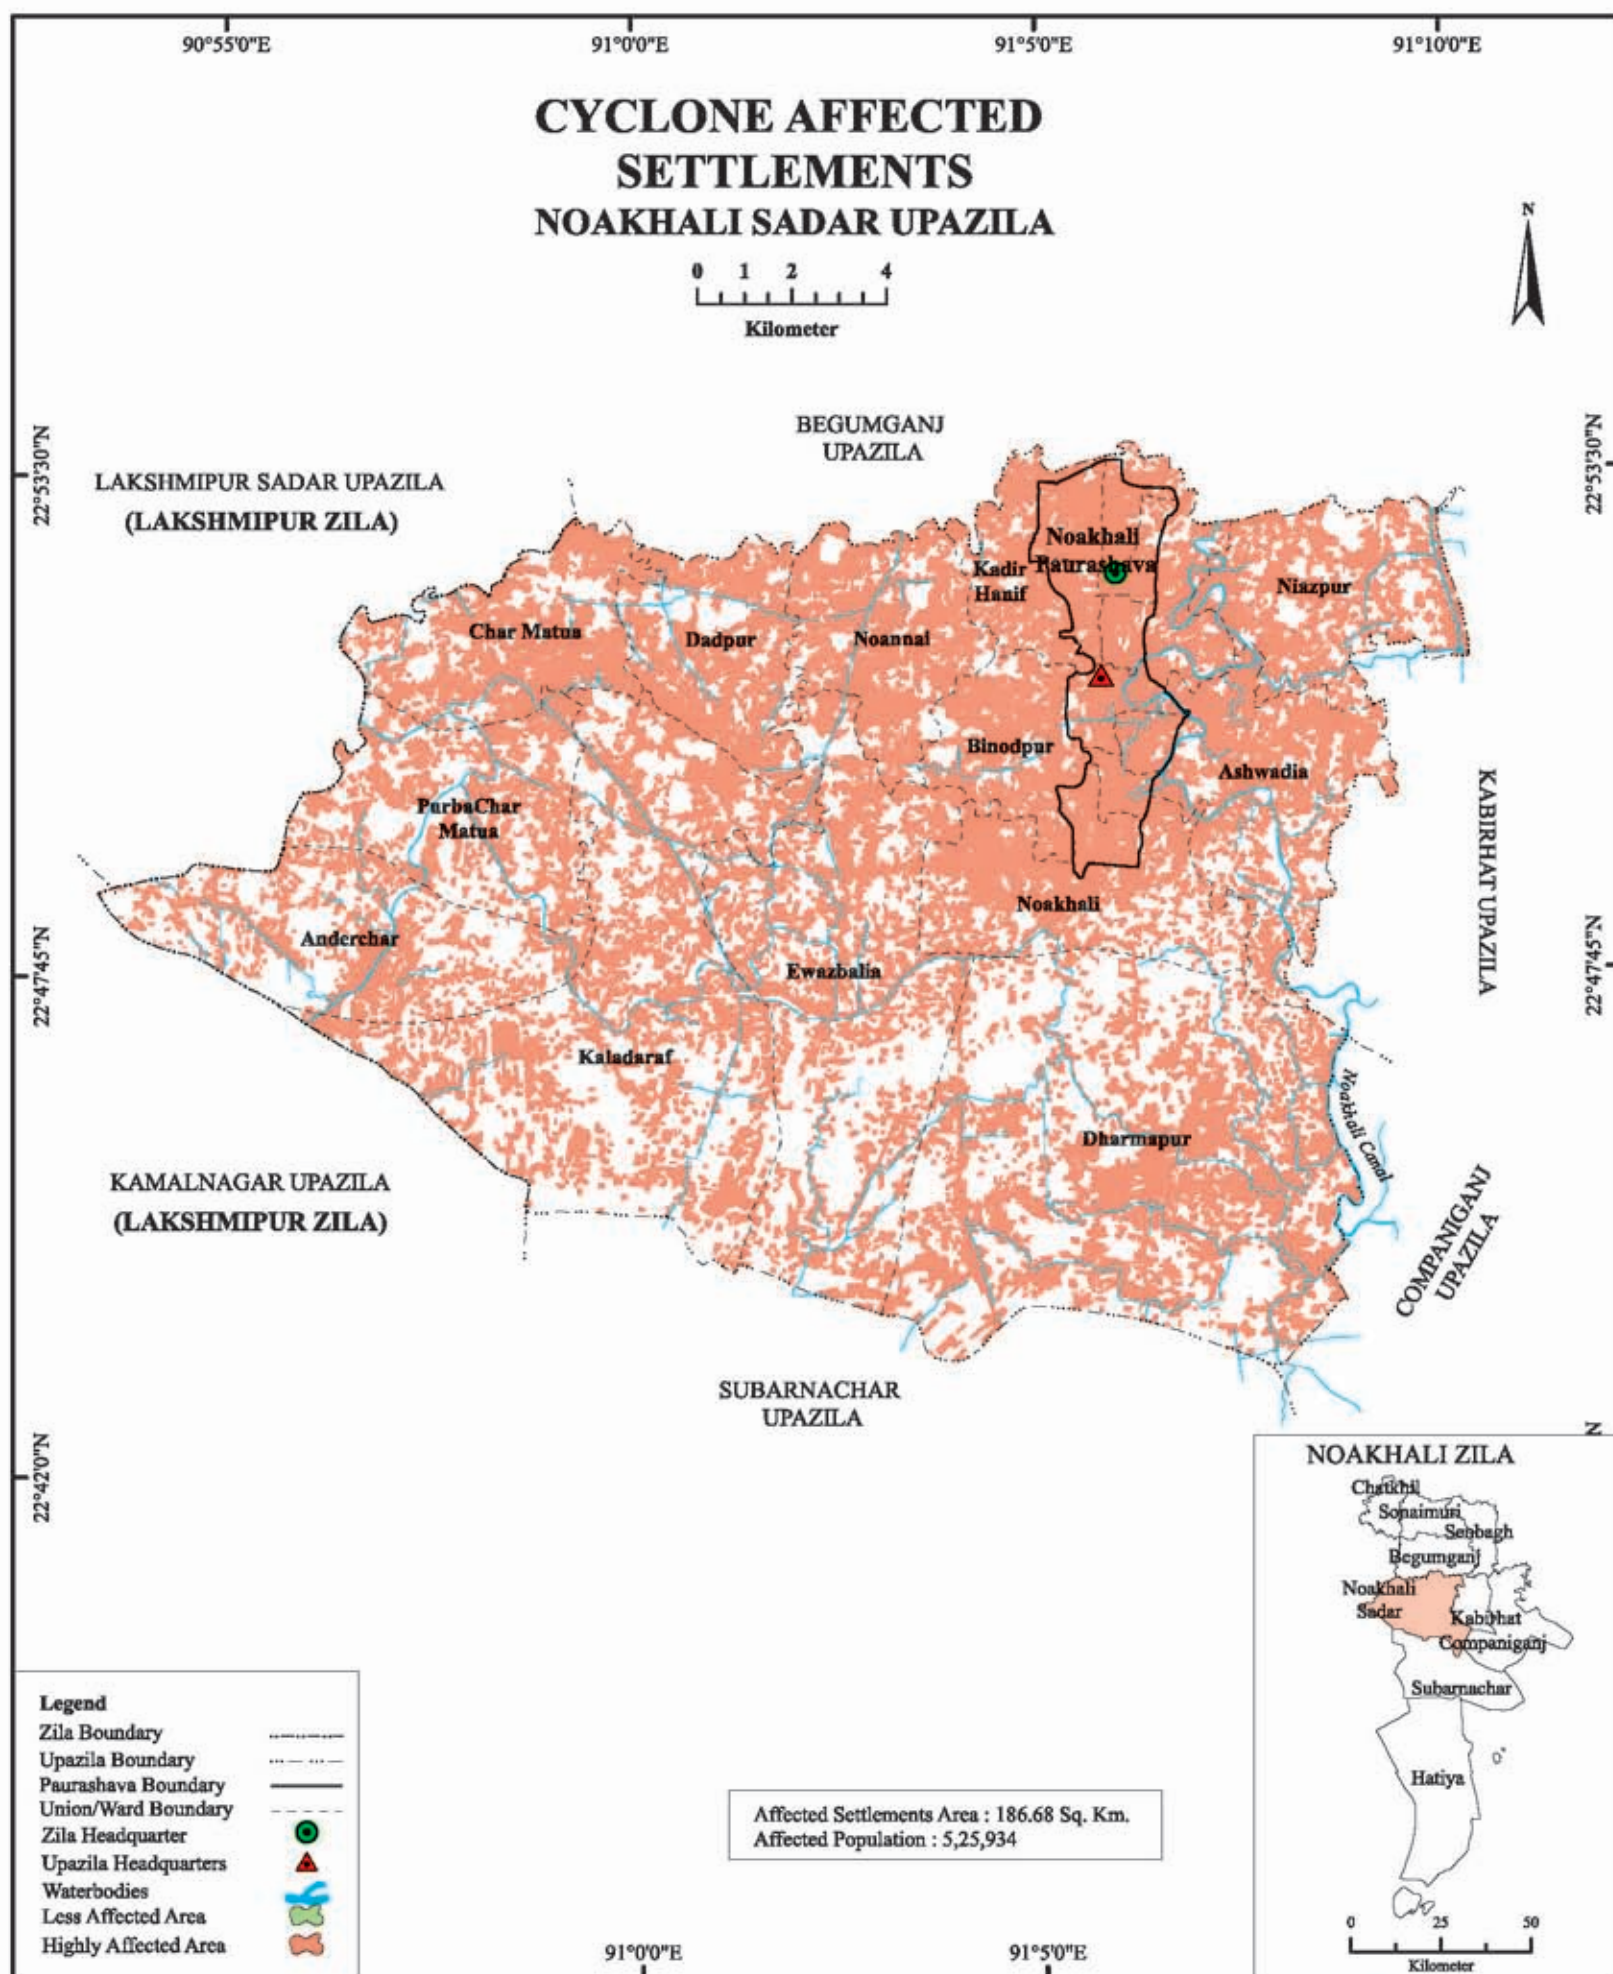 90°55'0"E
91°0'0"E
91°5'0"E
91°10'0"E
CYCLONE AFFECTED
SETTLEMENTS
NOAKHALI SADAR UPAZILA
0 1 2 4
Kilometer
N
BEGUMGANJ
UPAZILA
22°53'30"N
22°53'30"N
LAKSHMIPUR SADAR UPAZILA
(LAKSHMIPUR ZILA)
Noakhali
Paurashava
Kadir
Hanif
Niazpur
Char Matua
Dadpur
Noannai
Binodpur
Ashwadia
PurbaChar
Matua
KABIRHAT UPAZILA
Noakhali
Anderchar
Ewazbalia
22°47'45"N
22°47'45"N
Kaladaraf
Noakhali Canal
Dharmapur
KAMALNAGAR UPAZILA
(LAKSHMIPUR ZILA)
COMPANIGANJ
UPAZILA
SUBARNACHAR
UPAZILA
22°42'0"N
N
NOAKHALI ZILA
Chatkhil
Sonaimuri
Senbagh
Begumganj
Noakhali
Sadar
Kabirhat
Companiganj
Subarnachar
Hatiya
0 25 50
Kilometer
Legend
Zila Boundary
Upazila Boundary
Paurashava Boundary
Union/Ward Boundary
Zila Headquarter
Upazila Headquarters
Waterbodies
Less Affected Area
Highly Affected Area
Affected Settlements Area : 186.68 Sq. Km.
Affected Population : 5,25,934
91°0'0"E
91°5'0"E